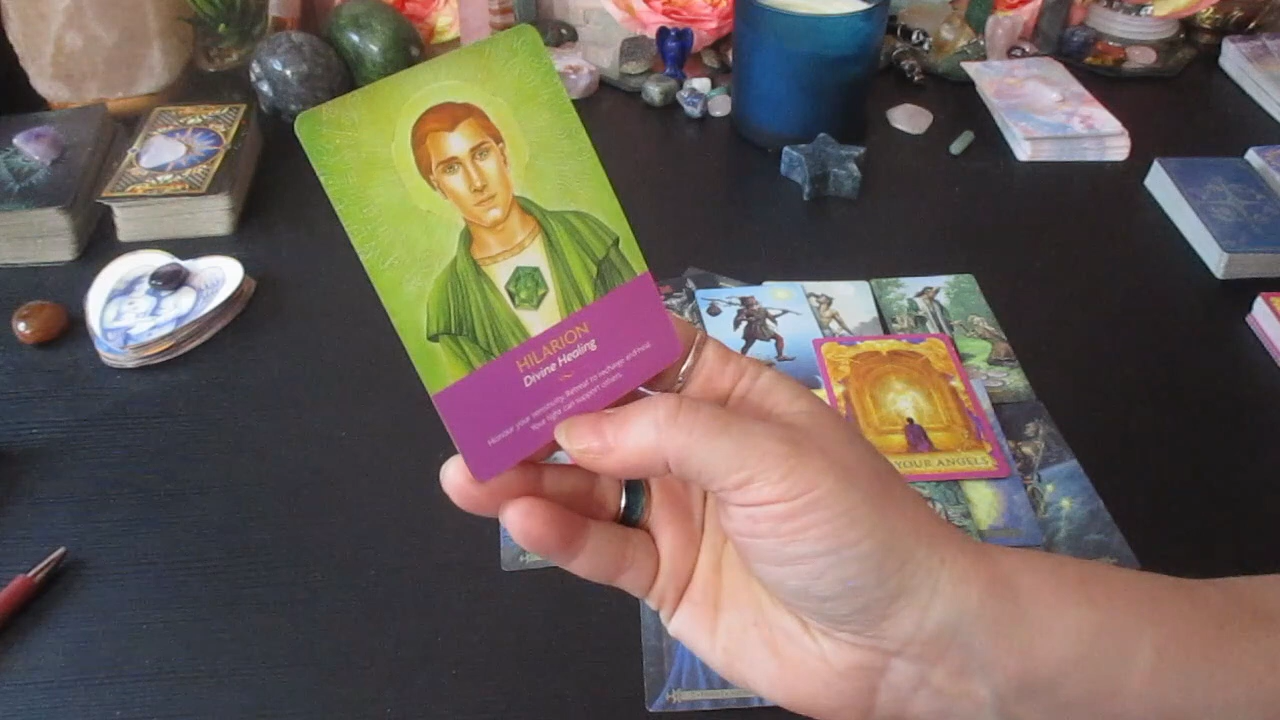 HILARION
Divine Healing
Honour your sensitivity. Retreat to recharge and heal.
Your light can support others.
YOUR ANGELS